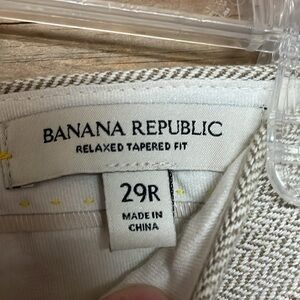 BANANA REPUBLIC
RELAXED TAPERED FIT
29R
MADE IN
CHINA